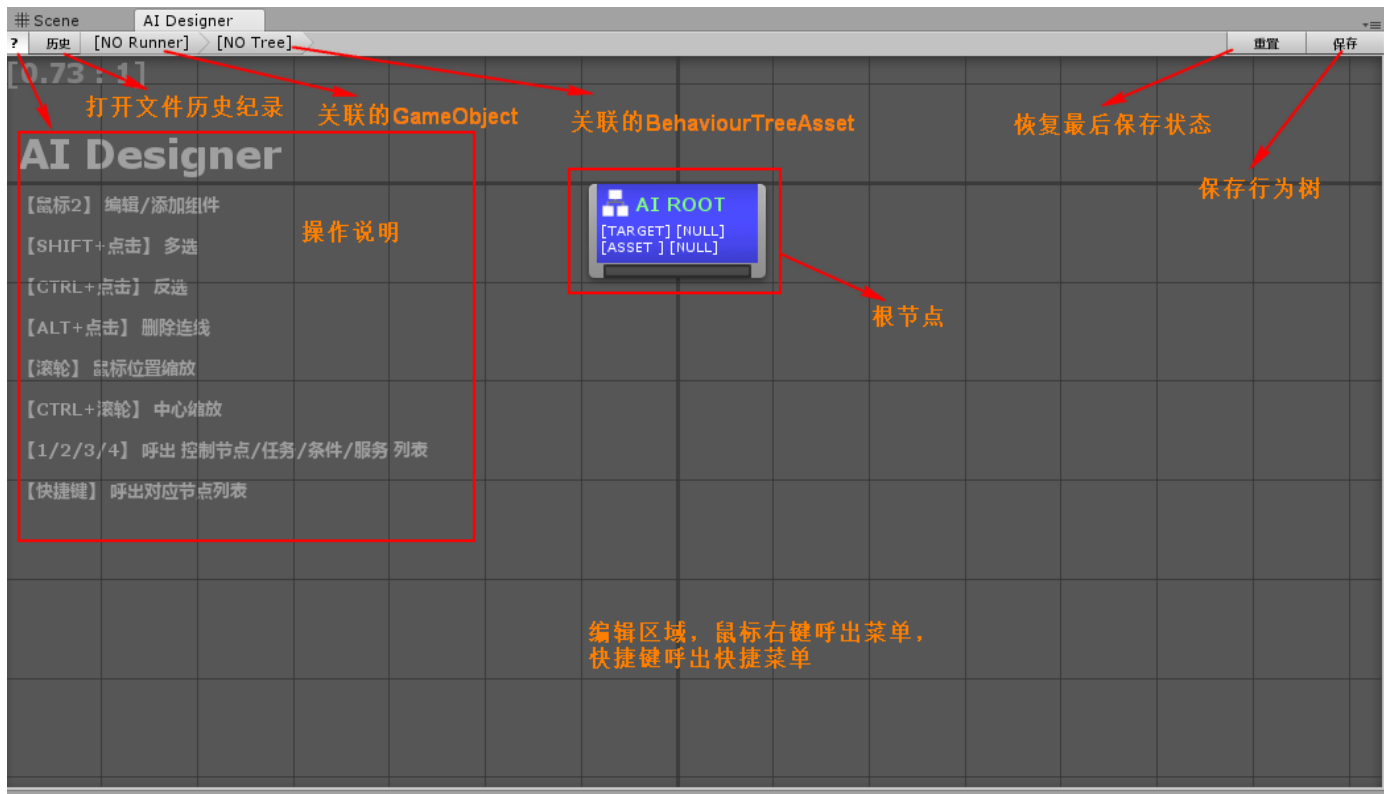 Scene
AI Designer
?
历史
[NO Runner]
[NO Tree]
重置
保存
[0.73 : 1]
打开文件历史纪录
关联的GameObject
关联的BehaviourTreeAsset
恢复最后保存状态
保存行为树
AI Designer
【鼠标2】 编辑/添加组件
操作说明
【SHIFT+点击】 多选
【CTRL+点击】 反选
【ALT+点击】 删除连线
【滚轮】 鼠标位置缩放
【CTRL+滚轮】 中心缩放
【1/2/3/4】 呼出 控制节点/任务/条件/服务 列表
【快捷键】 呼出对应节点列表
AI ROOT
[TARGET] [NULL]
[ASSET ] [NULL]
根节点
编辑区域，鼠标右键呼出菜单，
快捷键呼出快捷菜单